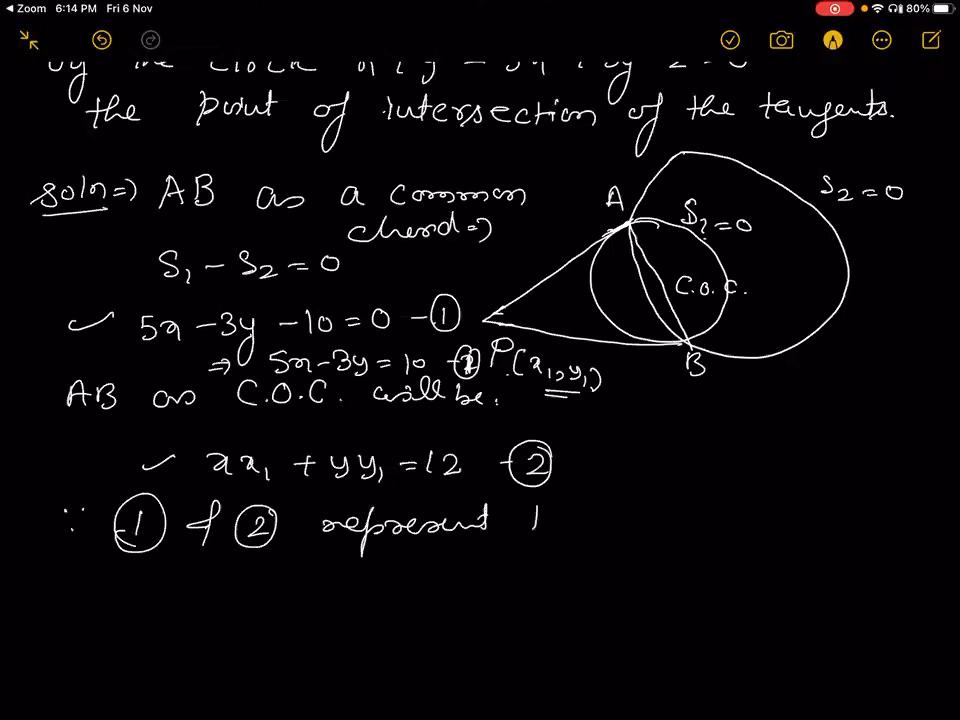 Zoom 6:14 PM Fri 6 Nov 80%
the point of intersection of the tangents.
soln⇒ AB as a common
chord⇒
S₁ - S₂ = 0
5x - 3y - 10 = 0 - ①
⇒ 5x - 3y = 10 - ①
AB as C.O.C. will be.
xx₁ + yy₁ = 12 - ②
∵ ① & ② represent
A
S₂ = 0
= 0
C.O.C.
P.(x₁, y₁)
B